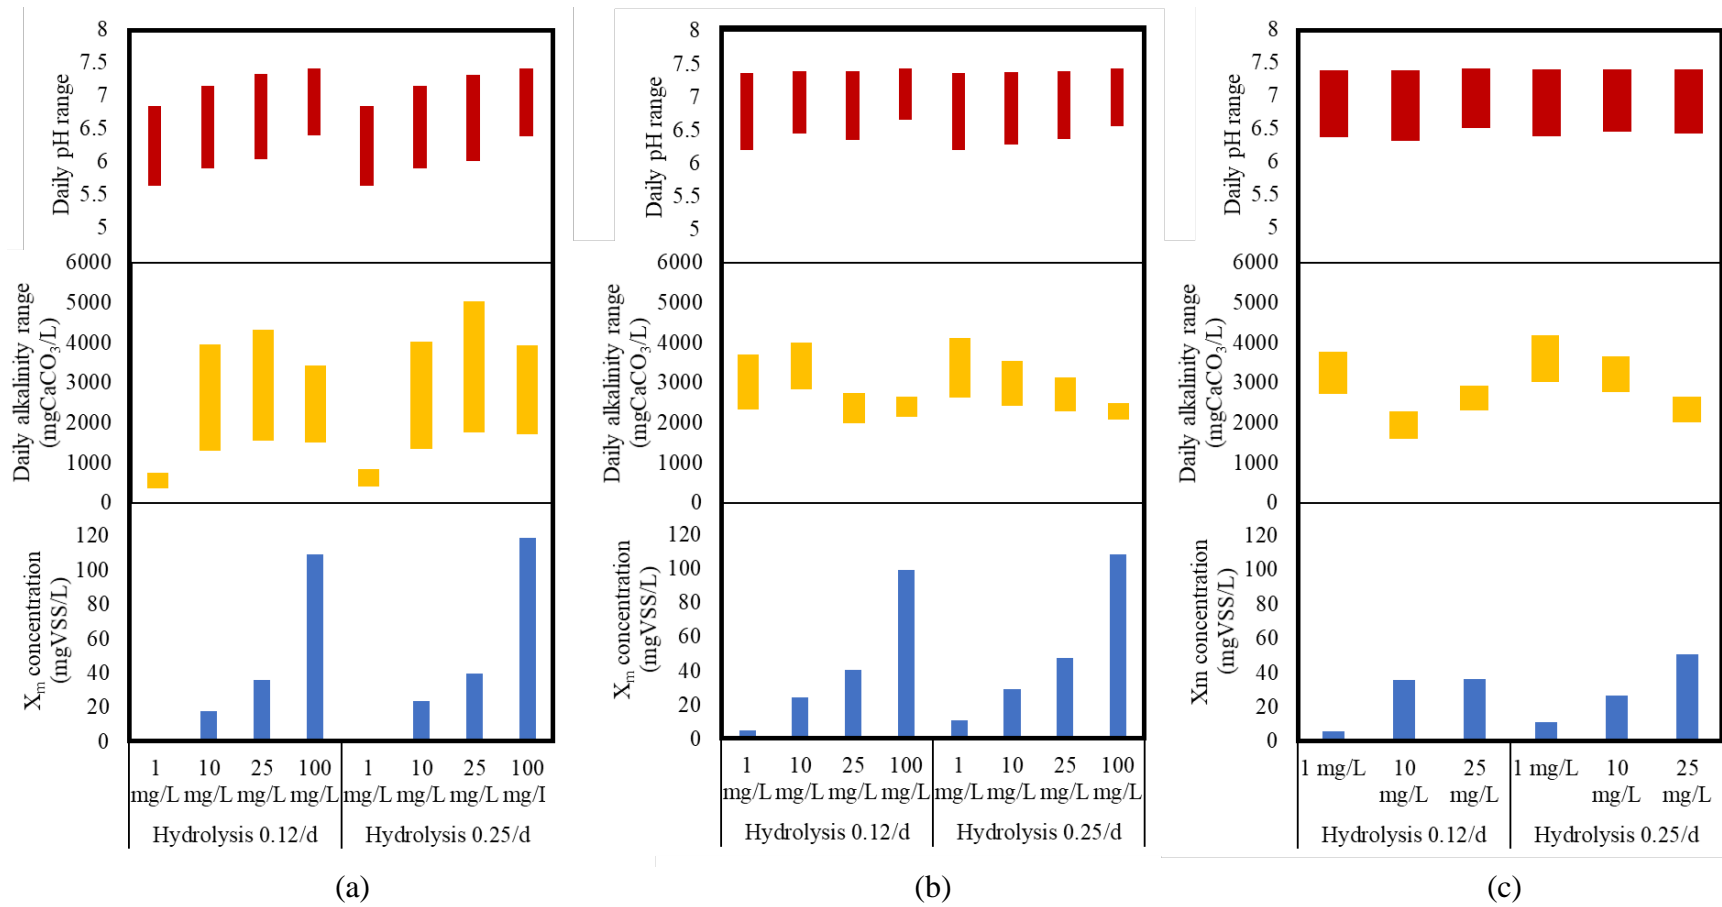 8
7.5
7
6.5
6
5.5
5
Daily pH range
6000
5000
4000
3000
2000
1000
0
Daily alkalinity range
(mgCaCO3/L)
120
100
80
60
40
20
0
Xm concentration
(mgVSS/L)
1 10 25 100 1 10 25 100
mg/L mg/L mg/L mg/L mg/L mg/L mg/L mg/I
Hydrolysis 0.12/d Hydrolysis 0.25/d
(a)
8
7.5
7
6.5
6
5.5
5
Daily pH range
6000
5000
4000
3000
2000
1000
0
Daily alkalinity range
(mgCaCO3/L)
120
100
80
60
40
20
0
Xm concentration
(mgVSS/L)
1 10 25 100 1 10 25 100
mg/L mg/L mg/L mg/L mg/L mg/L mg/L mg/L
Hydrolysis 0.12/d Hydrolysis 0.25/d
(b)
8
7.5
7
6.5
6
5.5
5
Daily pH range
6000
5000
4000
3000
2000
1000
0
Daily alkalinity range
(mgCaCO3/L)
120
100
80
60
40
20
0
Xm concentration
(mgVSS/L)
1 mg/L 10 25 1 mg/L 10 25
mg/L mg/L mg/L mg/L
Hydrolysis 0.12/d Hydrolysis 0.25/d
(c)